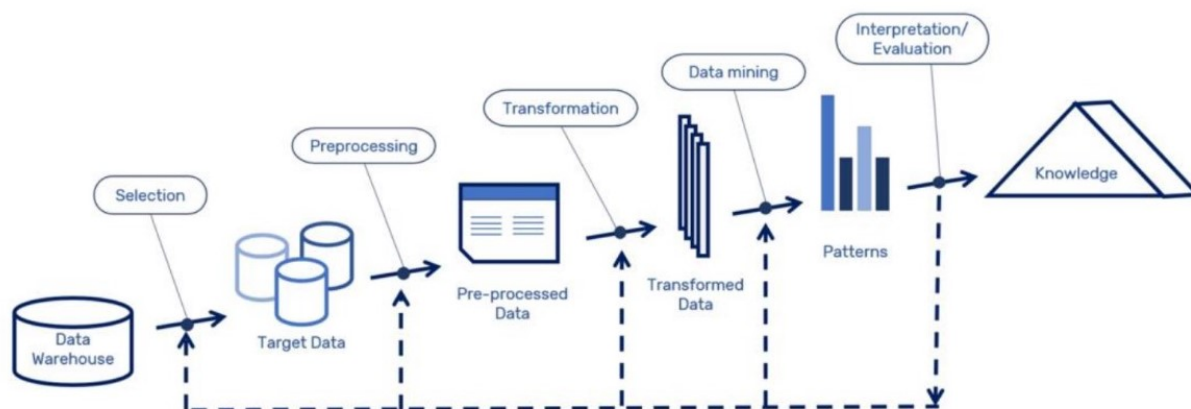 Interpretation/
Evaluation
Data mining
Transformation
Preprocessing
Selection
Knowledge
Patterns
Transformed
Data
Pre-processed
Data
Target Data
Data
Warehouse